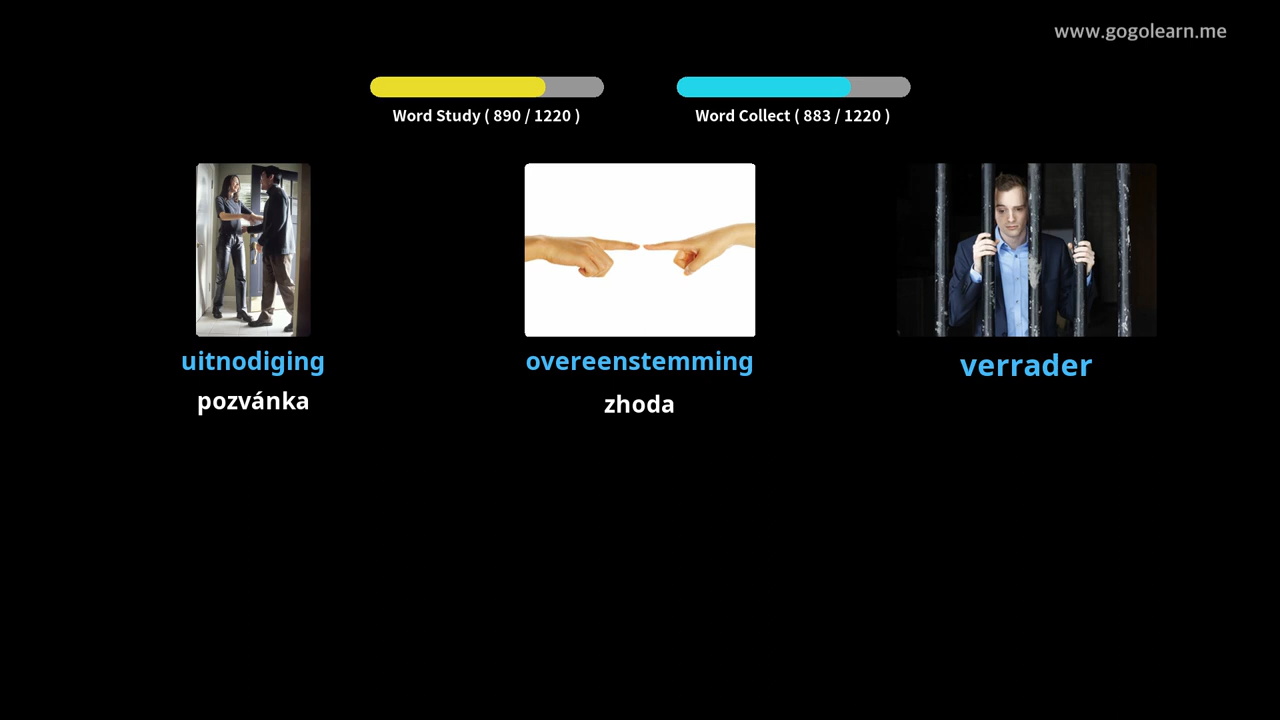 www.gogolearn.me
Word Study ( 890 / 1220 )
Word Collect ( 883 / 1220 )
uitnodiging
pozvánka
overeenstemming
zhoda
verrader